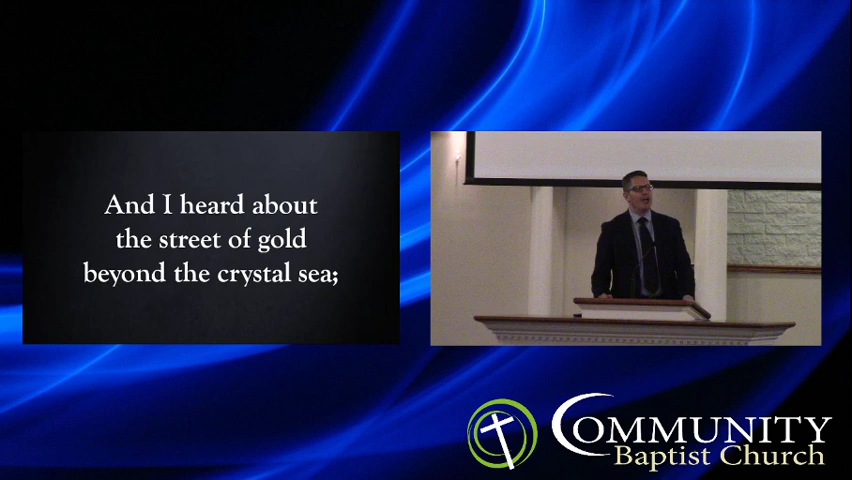 And I heard about
the street of gold
beyond the crystal sea;
COMMUNITY
Baptist Church